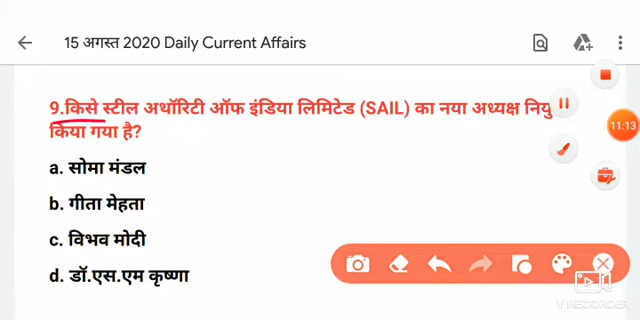 15 अगस्त 2020 Daily Current Affairs
9.किसे स्टील अथॉरिटी ऑफ इंडिया लिमिटेड (SAIL) का नया अध्यक्ष
किया गया है?
11:13
a. सोमा मंडल
b. गीता मेहता
c. विभव मोदी
d. डॉ.एस.एम कृष्णा
RECORDER